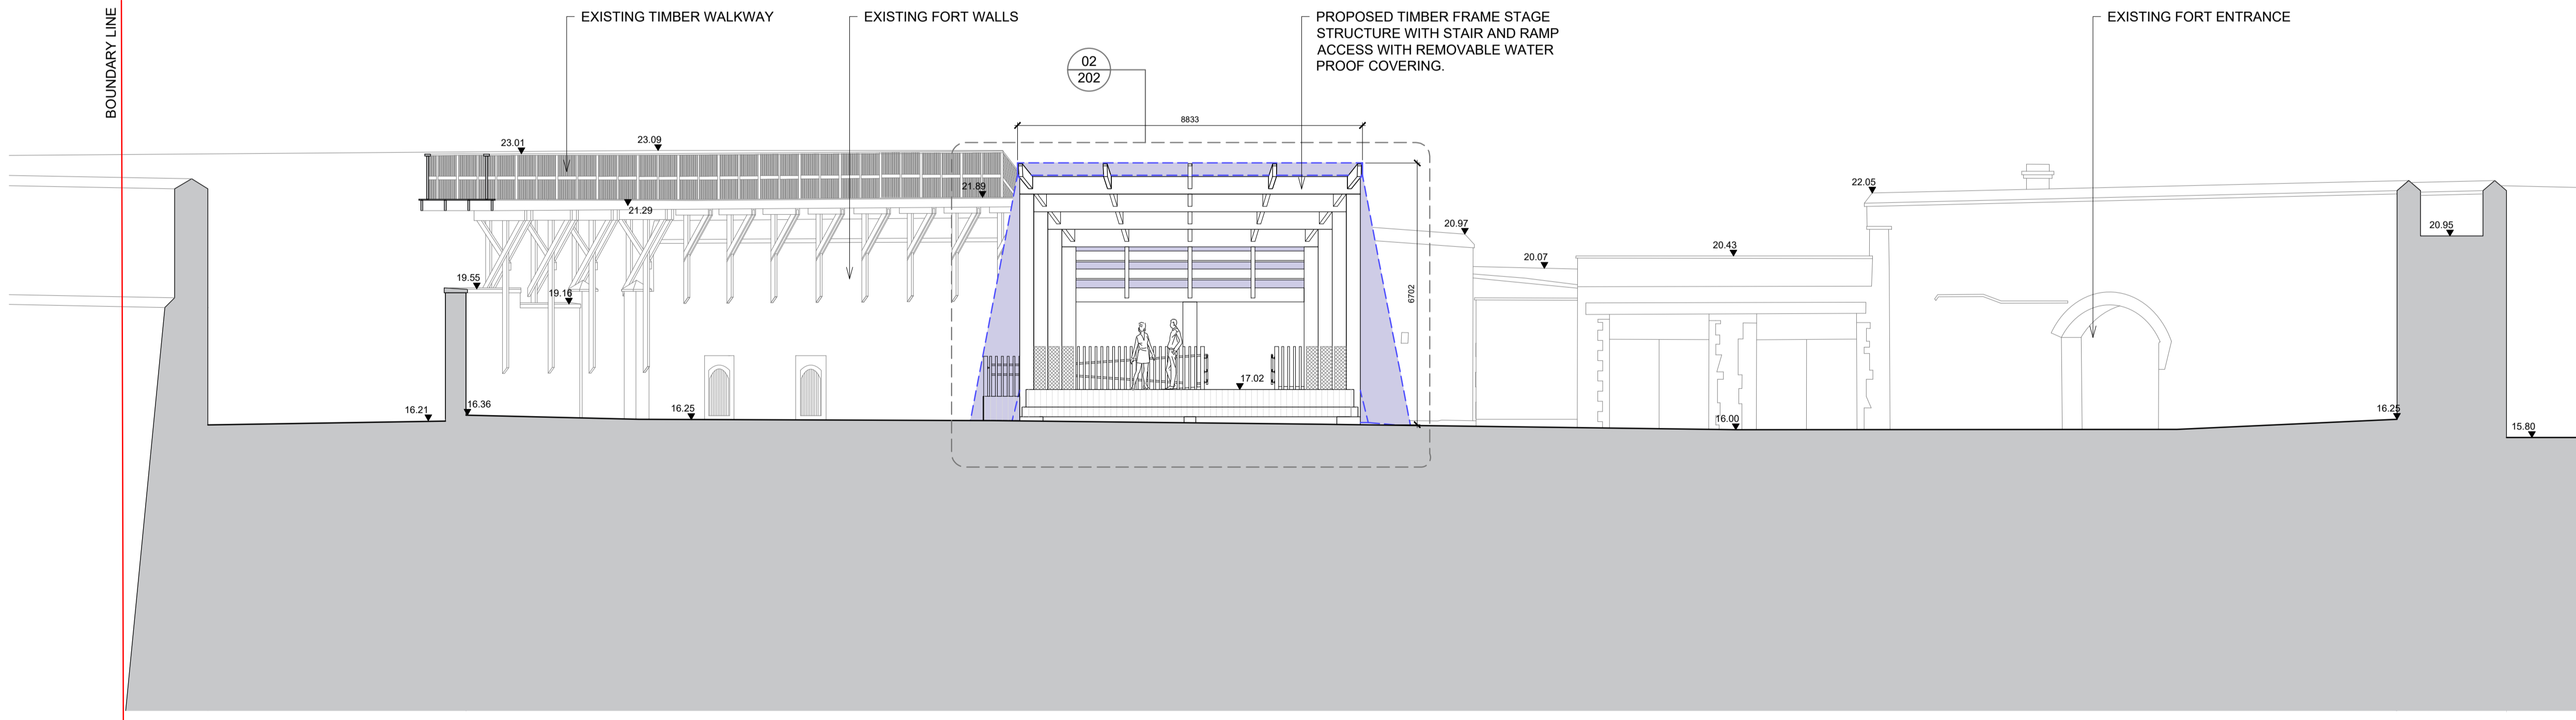 BOUNDARY LINE
EXISTING TIMBER WALKWAY
EXISTING FORT WALLS
PROPOSED TIMBER FRAME STAGE
STRUCTURE WITH STAIR AND RAMP
ACCESS WITH REMOVABLE WATER
PROOF COVERING.
EXISTING FORT ENTRANCE
02
202
8833
23.01
23.09
21.89
21.29
22.05
20.97
20.95
20.43
20.07
6702
19.55
19.16
17.02
16.21
16.36
16.25
16.00
16.25
15.80